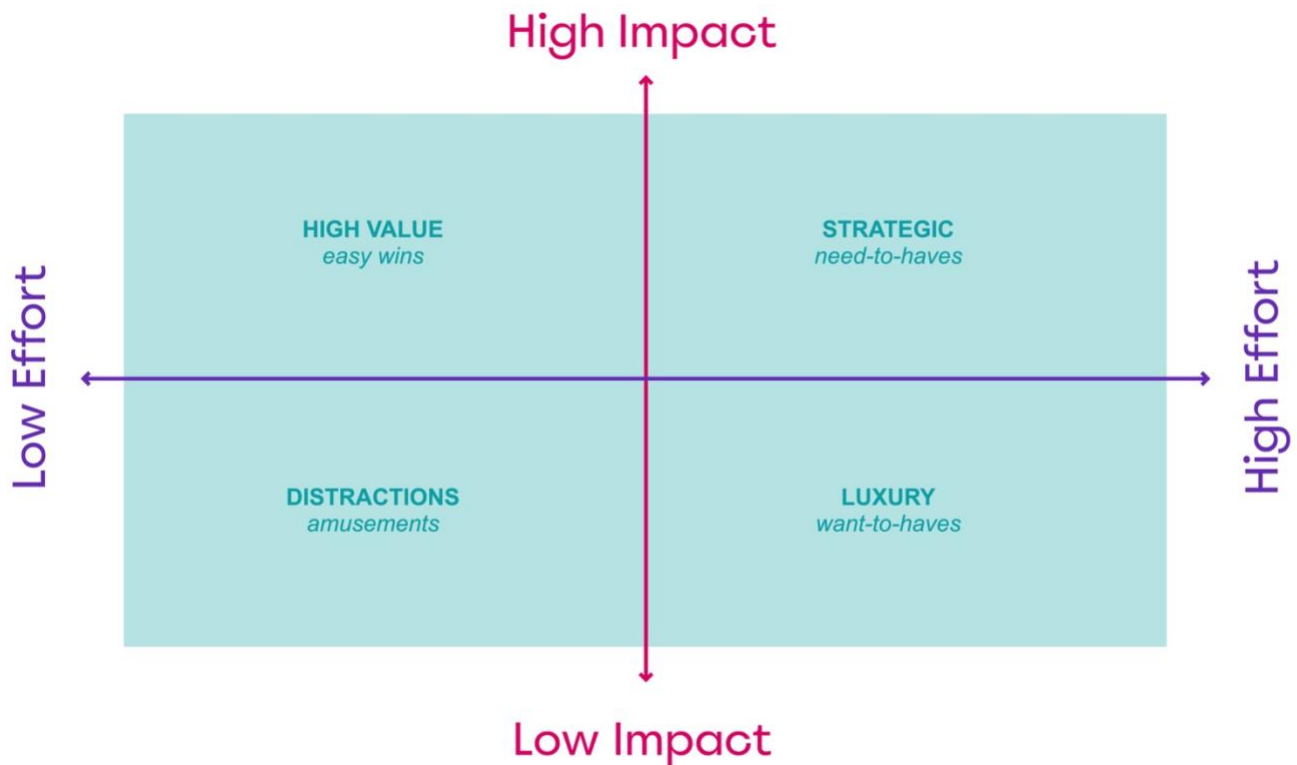 High Impact
HIGH VALUE
easy wins
STRATEGIC
need-to-haves
Low Effort
High Effort
DISTRACTIONS
amusements
LUXURY
want-to-haves
Low Impact